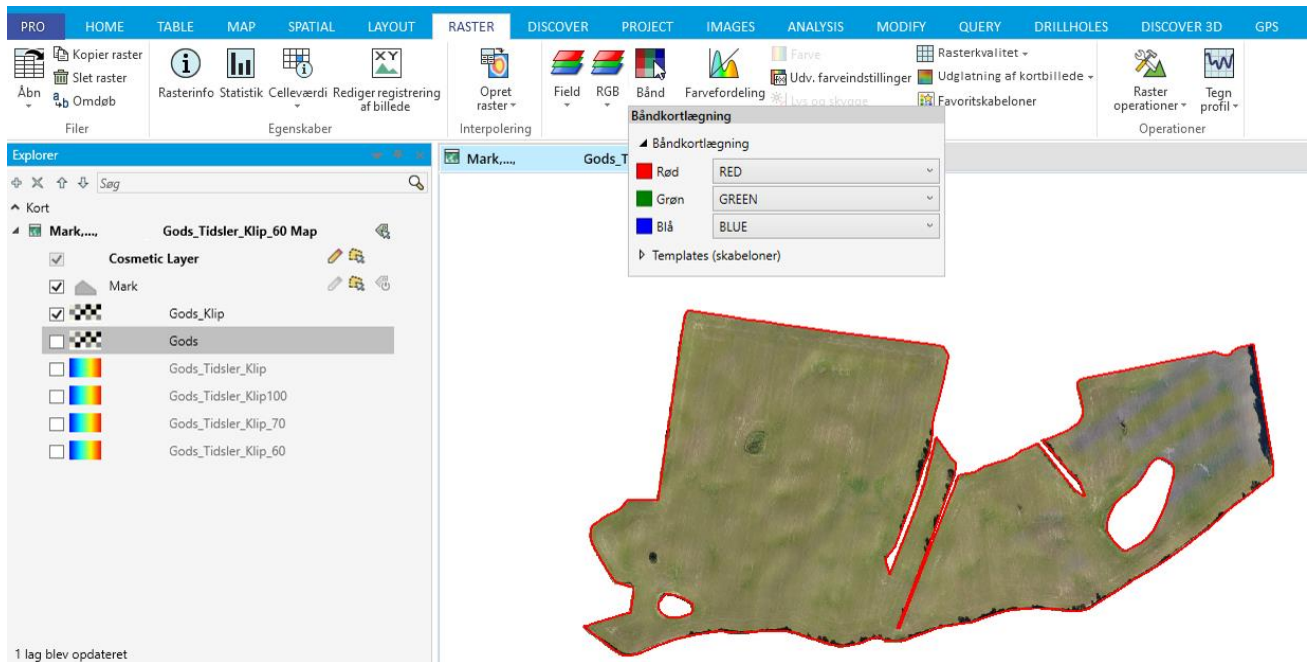 PRO HOME TABLE MAP SPATIAL LAYOUT RASTER DISCOVER PROJECT IMAGES ANALYSIS MODIFY QUERY DRILLHOLES DISCOVER 3D GPS
Åbn
Kopier raster
Slet raster
Omdøb
Filer
Rasterinfo
Statistik
Celleværdi
Rediger registrering
af billede
Egenskaber
Opret
raster
Interpolering
Field
RGB
Bånd
Farvefordeling
Farve
Udv. farveindstillinger
Lys og skygge
Rasterkvalitet
Udglatning af kortbillede
Favoritskabeloner
Raster
operationer
Tegn
profil
Operationer
Båndkortlægning
Båndkortlægning
Rød RED
Grøn GREEN
Blå BLUE
Templates (skabeloner)
Explorer
Søg
Kort
Mark,..., Gods_Tidsler_Klip_60 Map
Cosmetic Layer
Mark
Gods_Klip
Gods
Gods_Tidsler_Klip
Gods_Tidsler_Klip100
Gods_Tidsler_Klip_70
Gods_Tidsler_Klip_60
1 lag blev opdateret
Mark,..., Gods_T